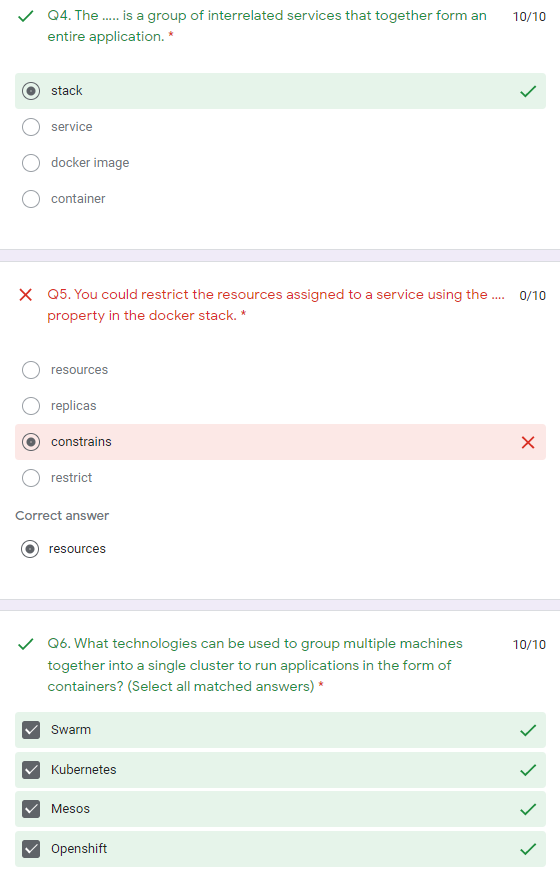 Q4. The ..... is a group of interrelated services that together form an
10/10
entire application. *
stack
service
docker image
container
Q5. You could restrict the resources assigned to a service using the ....
0/10
property in the docker stack. *
resources
replicas
constrains
restrict
Correct answer
resources
Q6. What technologies can be used to group multiple machines
10/10
together into a single cluster to run applications in the form of
containers? (Select all matched answers) *
Swarm
Kubernetes
Mesos
Openshift